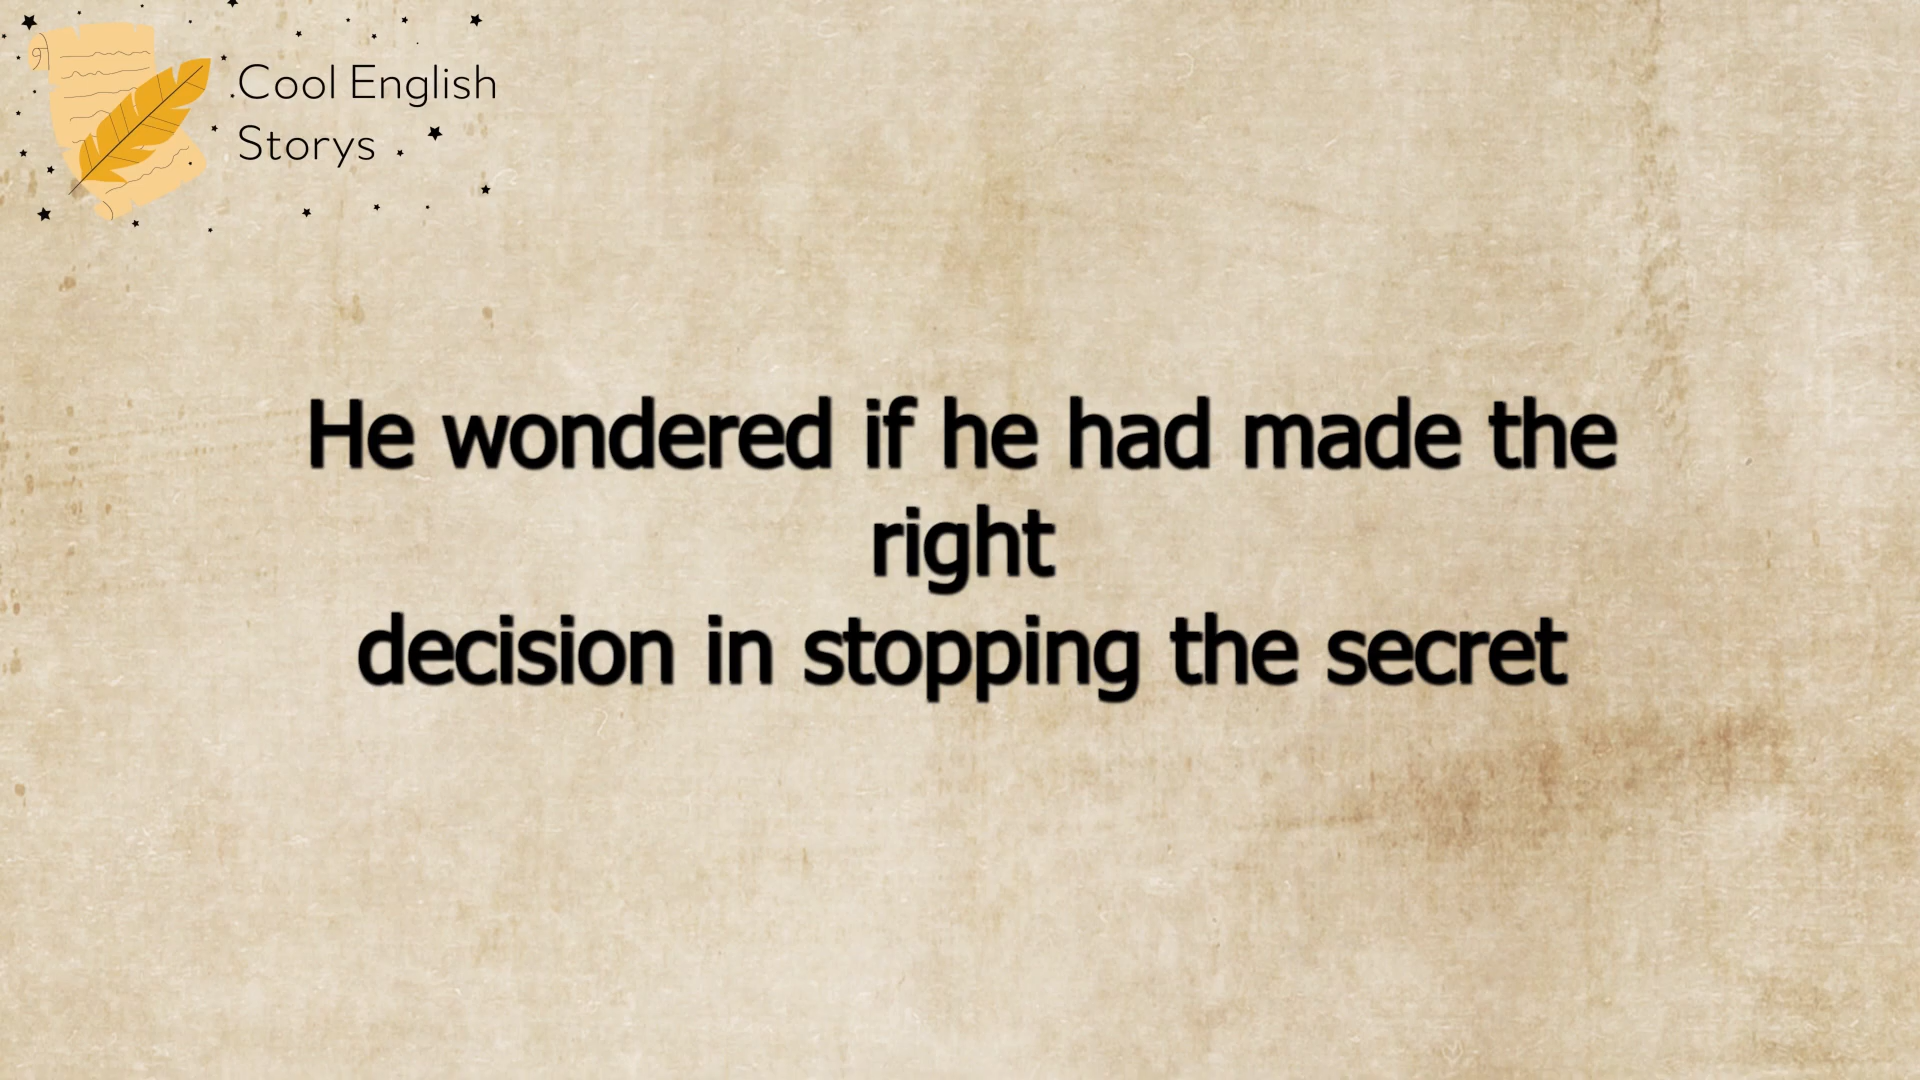 .Cool English
Storys
He wondered if he had made the
right
decision in stopping the secret